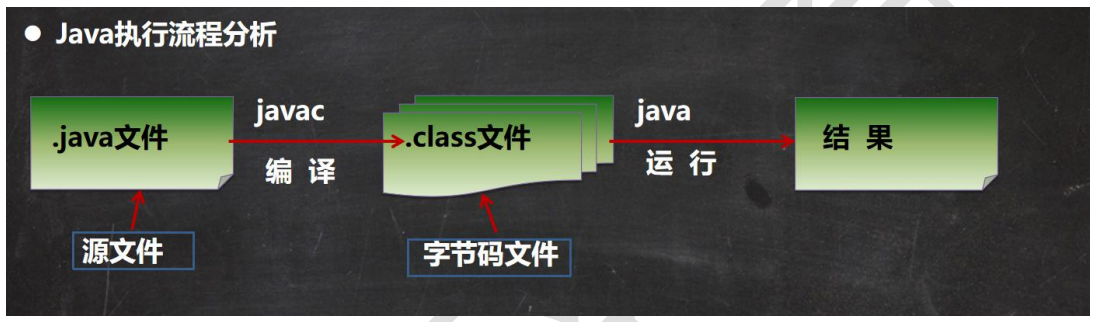 ● Java执行流程分析
javac
java
.java文件
.class文件
结 果
编 译
运 行
源文件
字节码文件